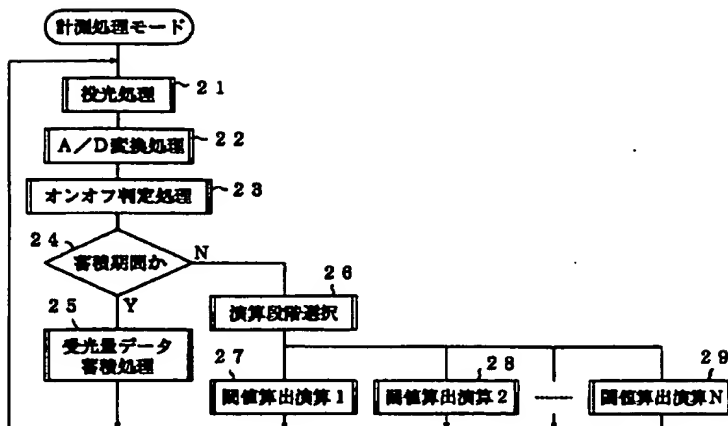 計測処理モード
投光処理
21
A/D変換処理
22
オンオフ判定処理
23
24
蓄積期間か
N
Y
25
受光量データ
蓄積処理
26
演算段階選択
27
閾値算出演算1
28
閾値算出演算2
29
閾値算出演算N